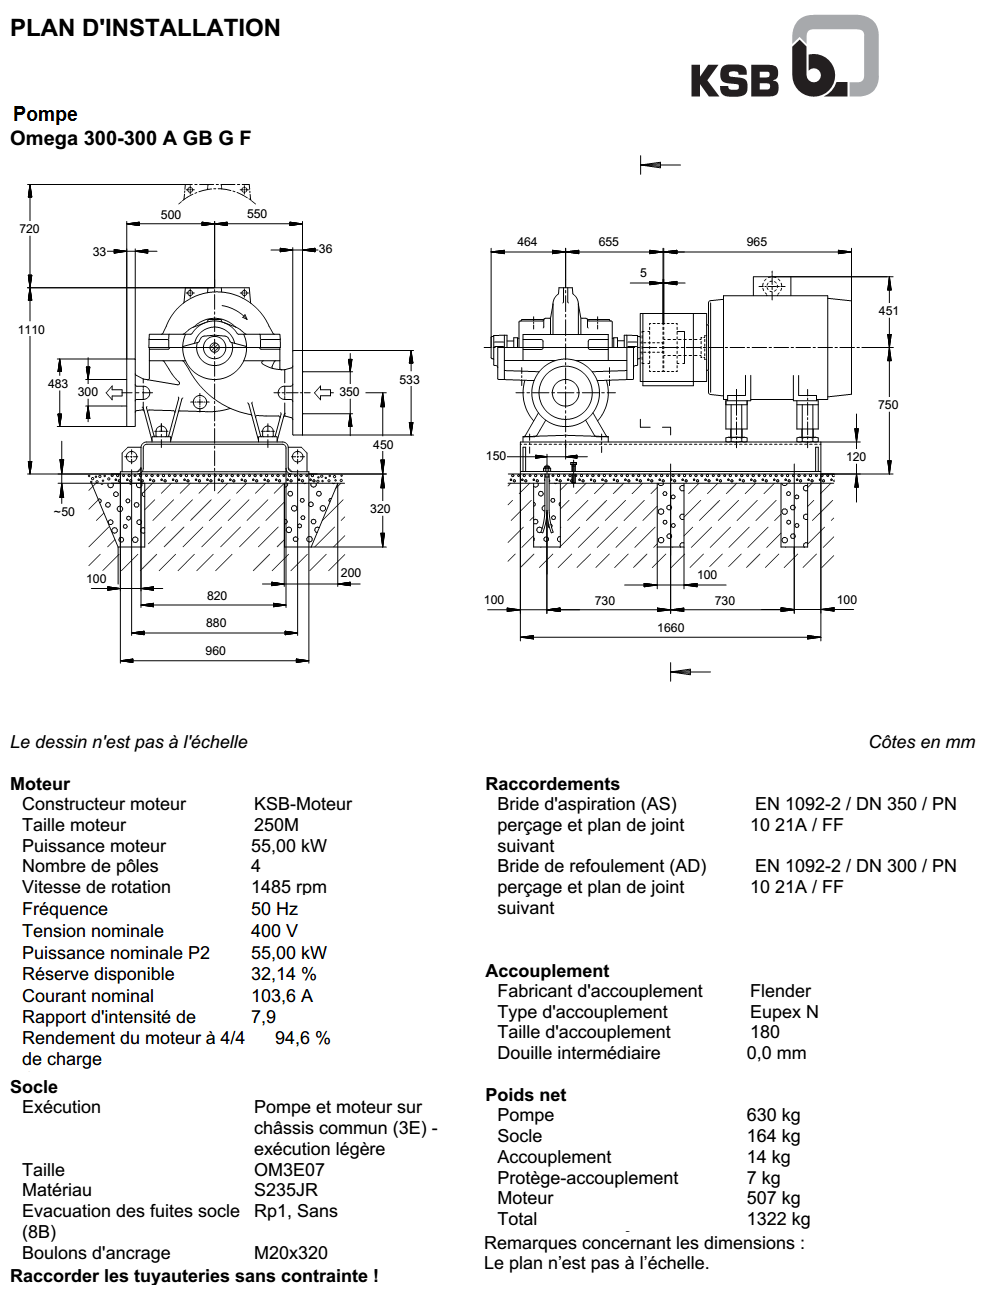 PLAN D'INSTALLATION
KSB b
Pompe
Omega 300-300 A GB G F
500 550
720
33 36
1110
483 300 350 533
450
~50 320
100 200
820
880
960
464 655 965
5
451
750
150 120
100
100 730 730 100
1660
Le dessin n'est pas à l'échelle
Côtes en mm
Moteur
Constructeur moteur KSB-Moteur
Taille moteur 250M
Puissance moteur 55,00 kW
Nombre de pôles 4
Vitesse de rotation 1485 rpm
Fréquence 50 Hz
Tension nominale 400 V
Puissance nominale P2 55,00 kW
Réserve disponible 32,14 %
Courant nominal 103,6 A
Rapport d'intensité de 7,9
Rendement du moteur à 4/4 94,6 %
de charge
Socle
Exécution Pompe et moteur sur
châssis commun (3E) -
exécution légère
Taille OM3E07
Matériau S235JR
Evacuation des fuites socle Rp1, Sans
(8B)
Boulons d'ancrage M20x320
Raccorder les tuyauteries sans contrainte !
Raccordements
Bride d'aspiration (AS) EN 1092-2 / DN 350 / PN
perçage et plan de joint 10 21A / FF
suivant
Bride de refoulement (AD) EN 1092-2 / DN 300 / PN
perçage et plan de joint 10 21A / FF
suivant
Accouplement
Fabricant d'accouplement Flender
Type d'accouplement Eupex N
Taille d'accouplement 180
Douille intermédiaire 0,0 mm
Poids net
Pompe 630 kg
Socle 164 kg
Accouplement 14 kg
Protège-accouplement 7 kg
Moteur 507 kg
Total 1322 kg
Remarques concernant les dimensions :
Le plan n’est pas à l’échelle.